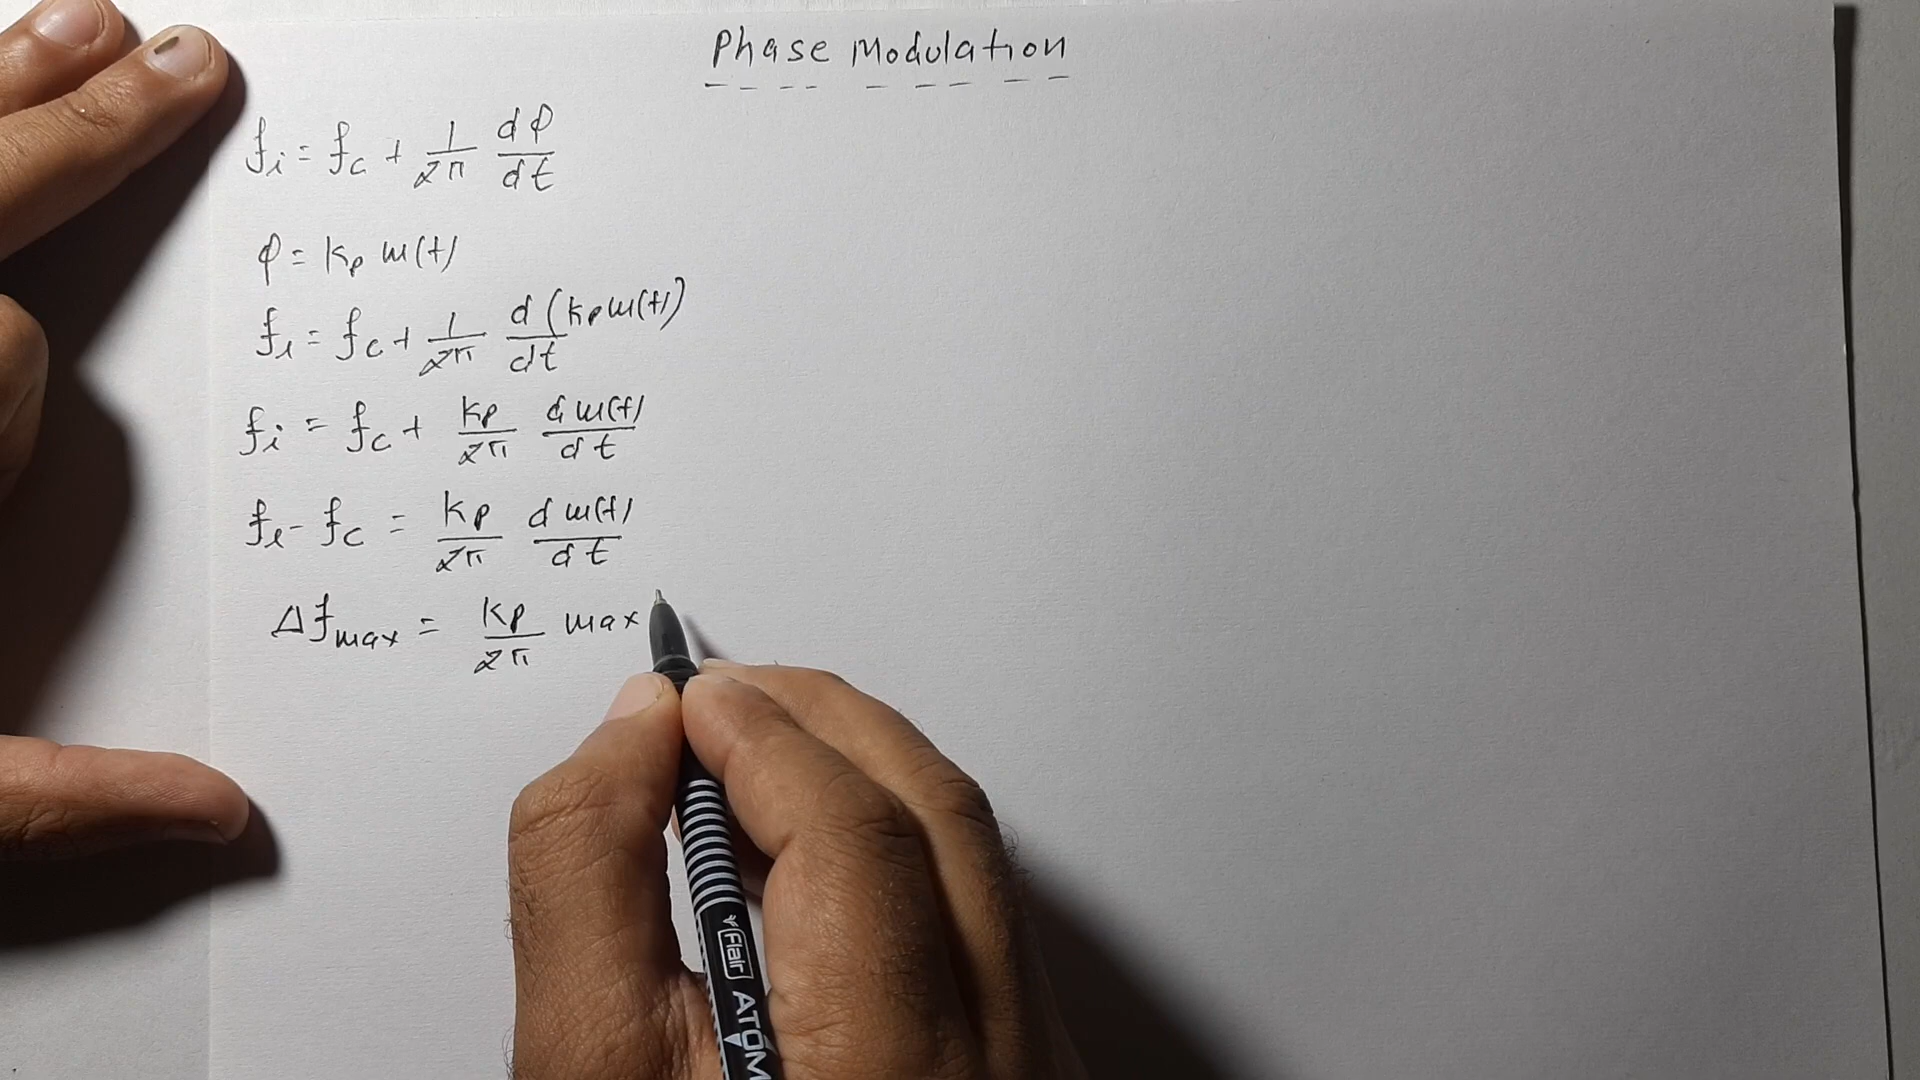 Phase Modulation
fi = fc + 1/2π dφ/dt
φ = kp m(t)
fi = fc + 1/2π d(kp m(t))/dt
fi = fc + kp/2π dm(t)/dt
fi - fc = kp/2π dm(t)/dt
Δfmax = kp/2π max
Flair ATOM